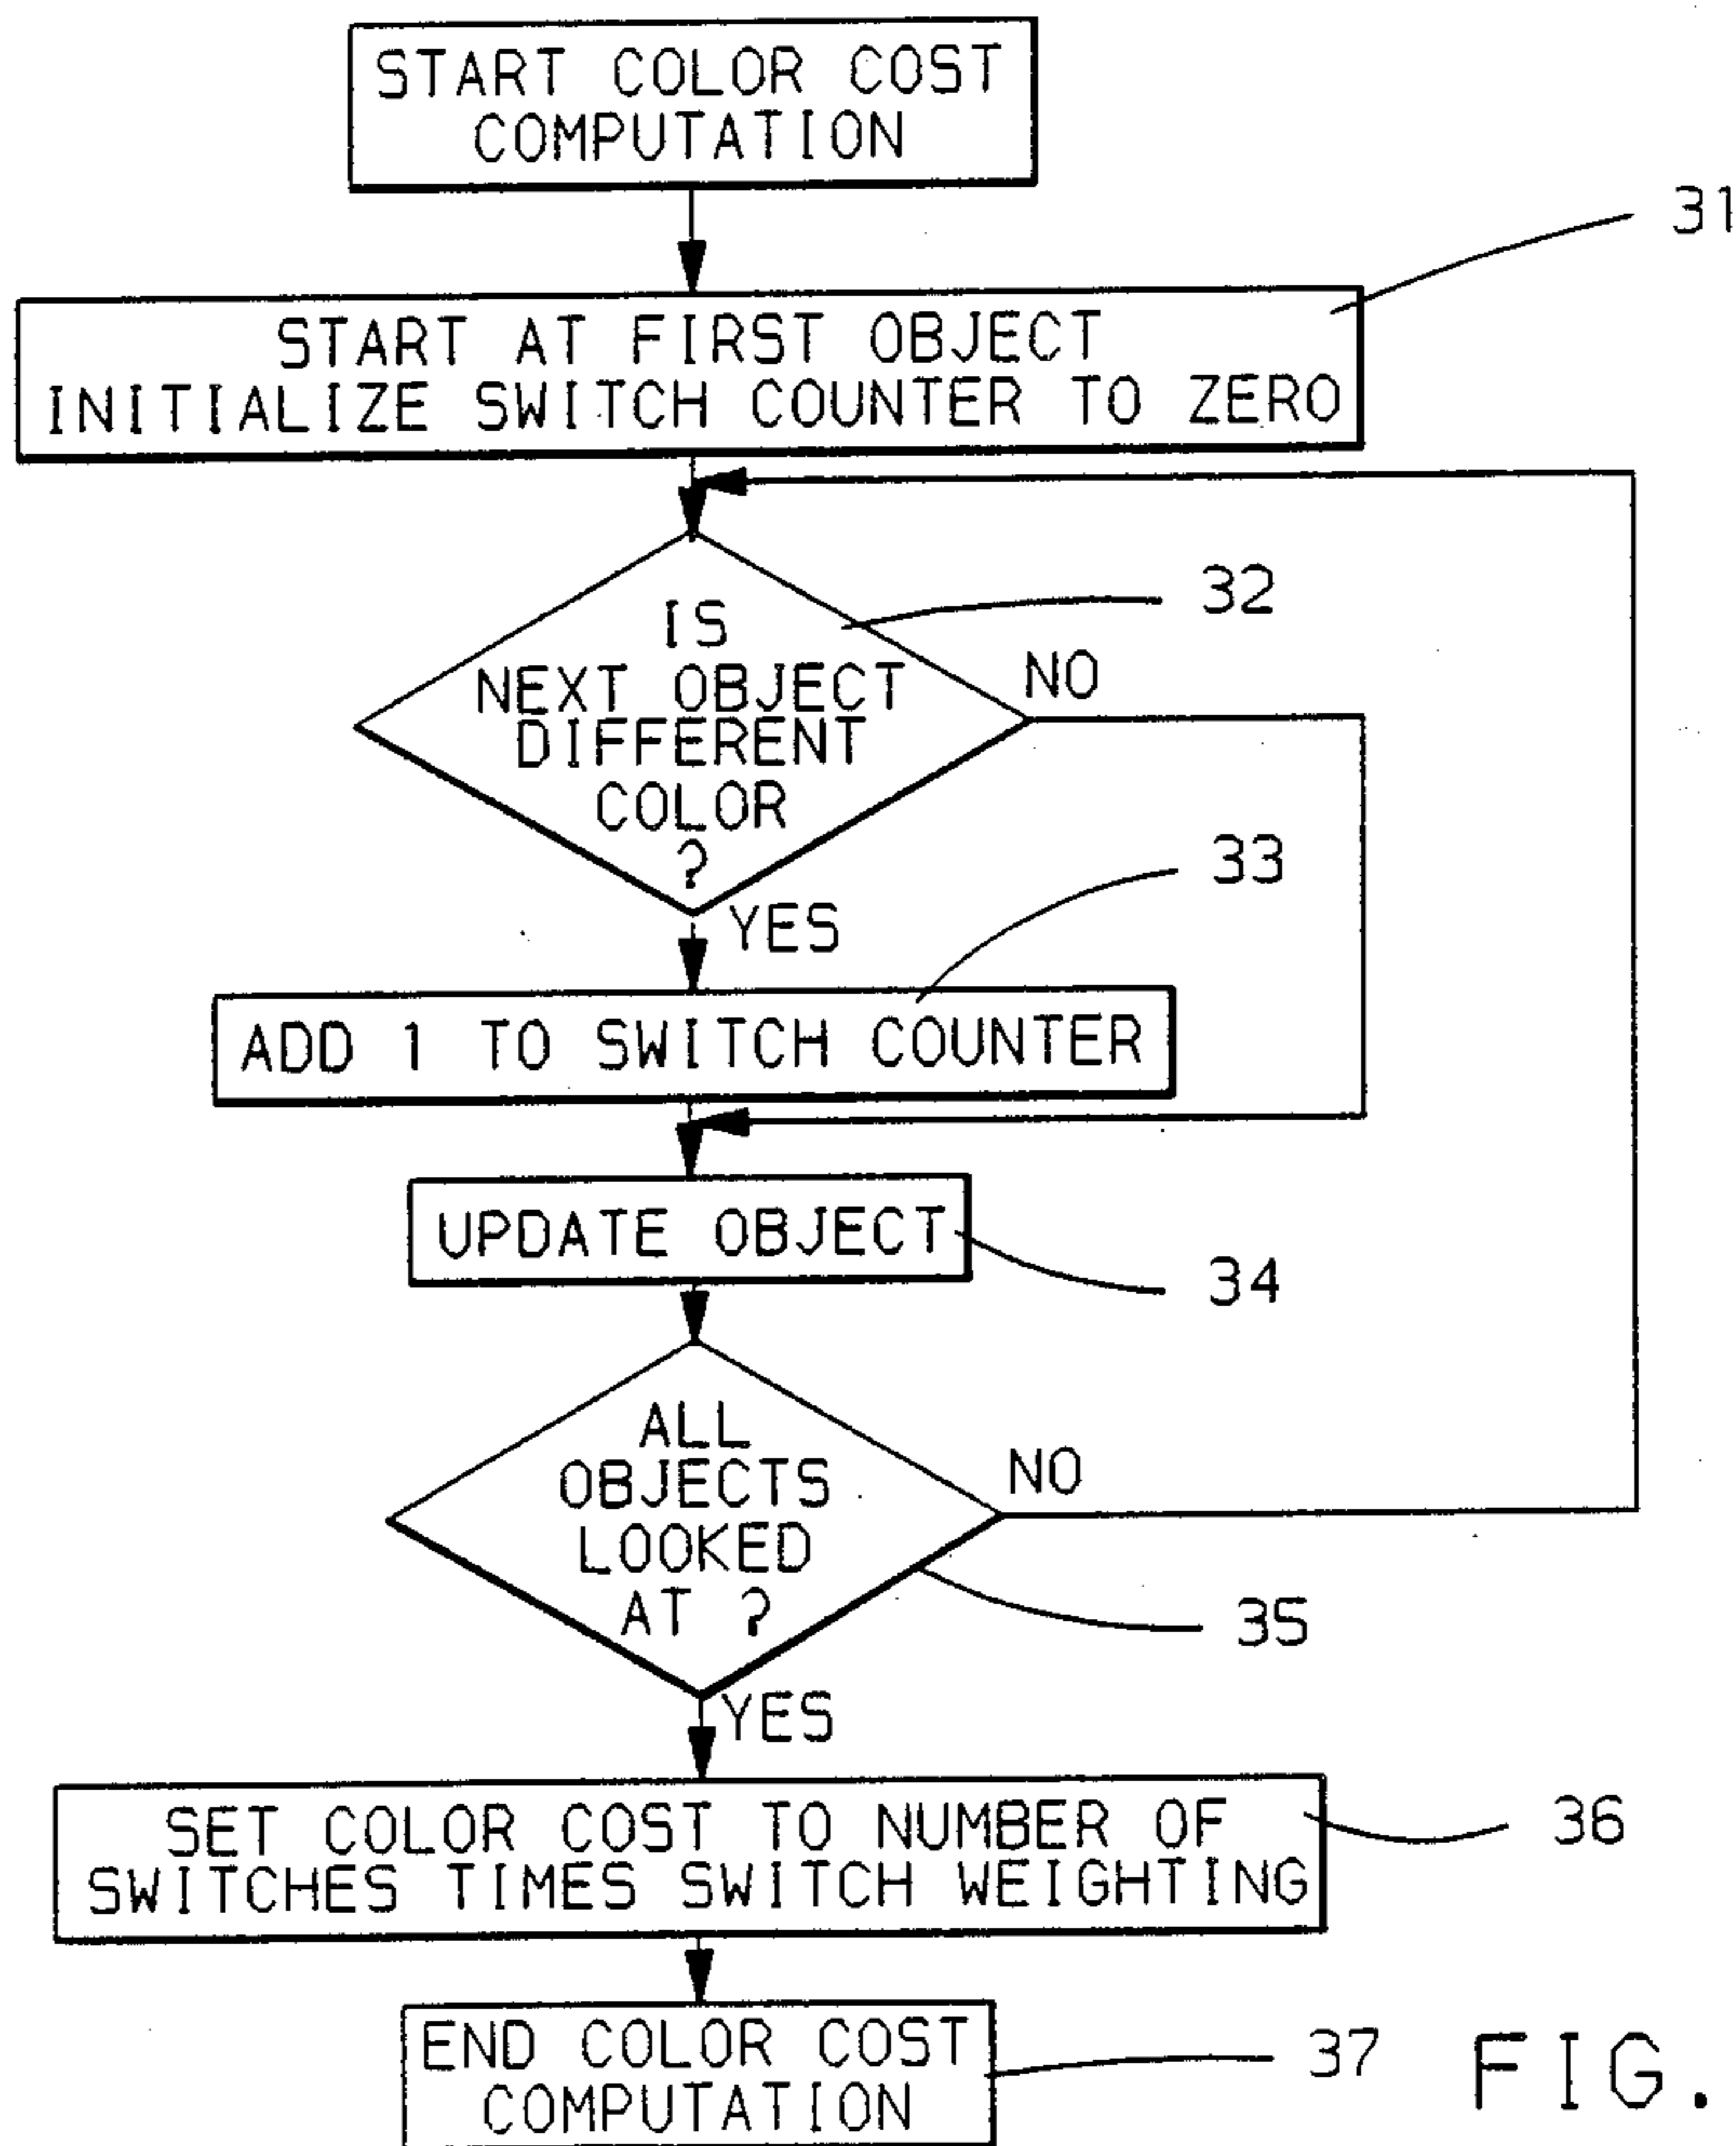 START COLOR COST
COMPUTATION
31
START AT FIRST OBJECT
INITIALIZE SWITCH COUNTER TO ZERO
32
IS
NEXT OBJECT
DIFFERENT
COLOR
?
NO
YES
33
ADD 1 TO SWITCH COUNTER
UPDATE OBJECT
34
ALL
OBJECTS
LOOKED
AT ?
NO
35
YES
SET COLOR COST TO NUMBER OF
SWITCHES TIMES SWITCH WEIGHTING
36
END COLOR COST
COMPUTATION
37
FIG.